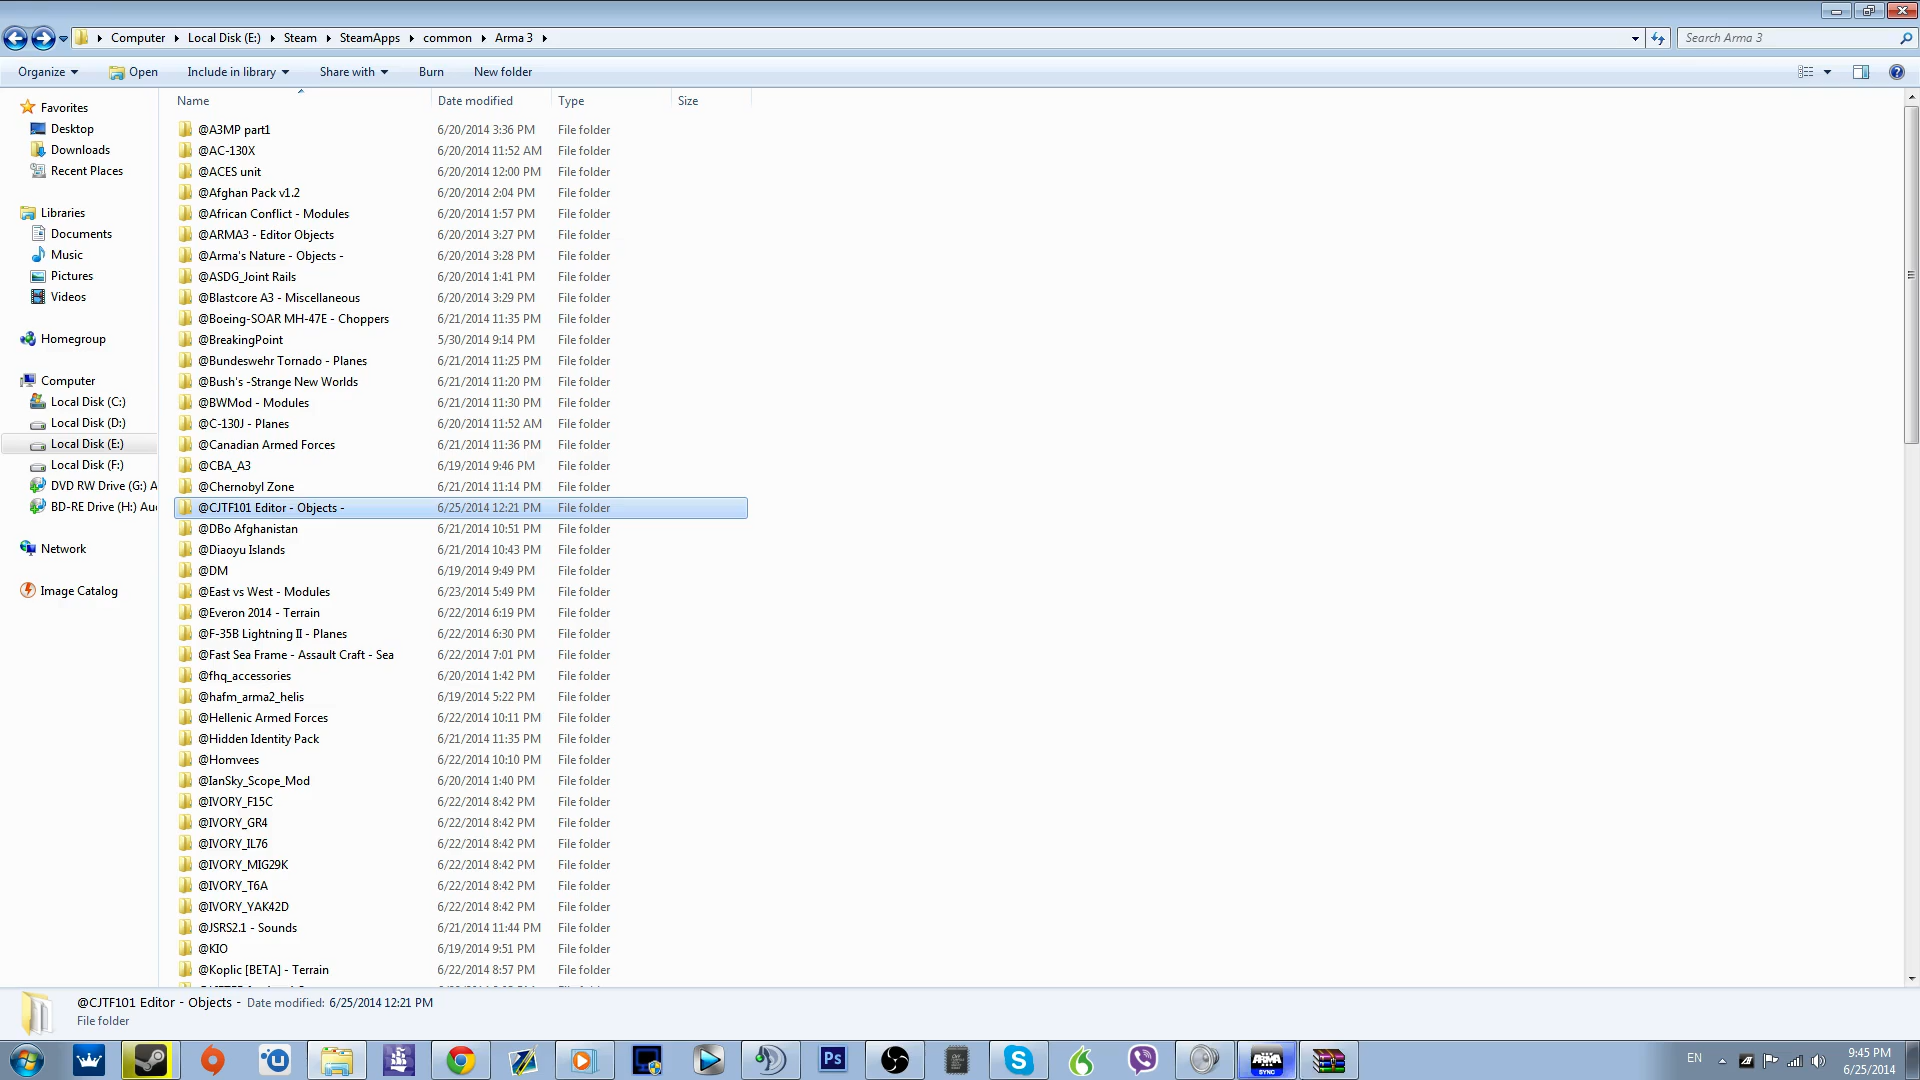 Computer Local Disk (E:) Steam SteamApps common Arma 3
Search Arma 3
Organize Open Include in library Share with Burn New folder
Name Date modified Type Size
Favorites
Desktop
Downloads
Recent Places
Libraries
Documents
Music
Pictures
Videos
Homegroup
Computer
Local Disk (C:)
Local Disk (D:)
Local Disk (E:)
Local Disk (F:)
DVD RW Drive (G:) A
BD-RE Drive (H:) Au
Network
Image Catalog
@A3MP part1 6/20/2014 3:36 PM File folder
@AC-130X 6/20/2014 11:52 AM File folder
@ACES unit 6/20/2014 12:00 PM File folder
@Afghan Pack v1.2 6/20/2014 2:04 PM File folder
@African Conflict - Modules 6/20/2014 1:57 PM File folder
@ARMA3 - Editor Objects 6/20/2014 3:27 PM File folder
@Arma's Nature - Objects - 6/20/2014 3:28 PM File folder
@ASDG_Joint Rails 6/20/2014 1:41 PM File folder
@Blastcore A3 - Miscellaneous 6/20/2014 3:29 PM File folder
@Boeing-SOAR MH-47E - Choppers 6/21/2014 11:35 PM File folder
@BreakingPoint 5/30/2014 9:14 PM File folder
@Bundeswehr Tornado - Planes 6/21/2014 11:25 PM File folder
@Bush's -Strange New Worlds 6/21/2014 11:20 PM File folder
@BWMod - Modules 6/21/2014 11:30 PM File folder
@C-130J - Planes 6/20/2014 11:52 AM File folder
@Canadian Armed Forces 6/21/2014 11:36 PM File folder
@CBA_A3 6/19/2014 9:46 PM File folder
@Chernobyl Zone 6/21/2014 11:14 PM File folder
@CJTF101 Editor - Objects - 6/25/2014 12:21 PM File folder
@DBo Afghanistan 6/21/2014 10:51 PM File folder
@Diaoyu Islands 6/21/2014 10:43 PM File folder
@DM 6/19/2014 9:49 PM File folder
@East vs West - Modules 6/23/2014 5:49 PM File folder
@Everon 2014 - Terrain 6/22/2014 6:19 PM File folder
@F-35B Lightning II - Planes 6/22/2014 6:30 PM File folder
@Fast Sea Frame - Assault Craft - Sea 6/22/2014 7:01 PM File folder
@fhq_accessories 6/20/2014 1:42 PM File folder
@hafm_arma2_helis 6/19/2014 5:22 PM File folder
@Hellenic Armed Forces 6/22/2014 10:11 PM File folder
@Hidden Identity Pack 6/21/2014 11:35 PM File folder
@Homvees 6/22/2014 10:10 PM File folder
@IanSky_Scope_Mod 6/20/2014 1:40 PM File folder
@IVORY_F15C 6/22/2014 8:42 PM File folder
@IVORY_GR4 6/22/2014 8:42 PM File folder
@IVORY_IL76 6/22/2014 8:42 PM File folder
@IVORY_MIG29K 6/22/2014 8:42 PM File folder
@IVORY_T6A 6/22/2014 8:42 PM File folder
@IVORY_YAK42D 6/22/2014 8:42 PM File folder
@JSRS2.1 - Sounds 6/21/2014 11:44 PM File folder
@KIO 6/19/2014 9:51 PM File folder
@Koplic [BETA] - Terrain 6/22/2014 8:57 PM File folder
@CJTF101 Editor - Objects - Date modified: 6/25/2014 12:21 PM
File folder
Ps
ARMA
SYNC
EN
9:45 PM
6/25/2014